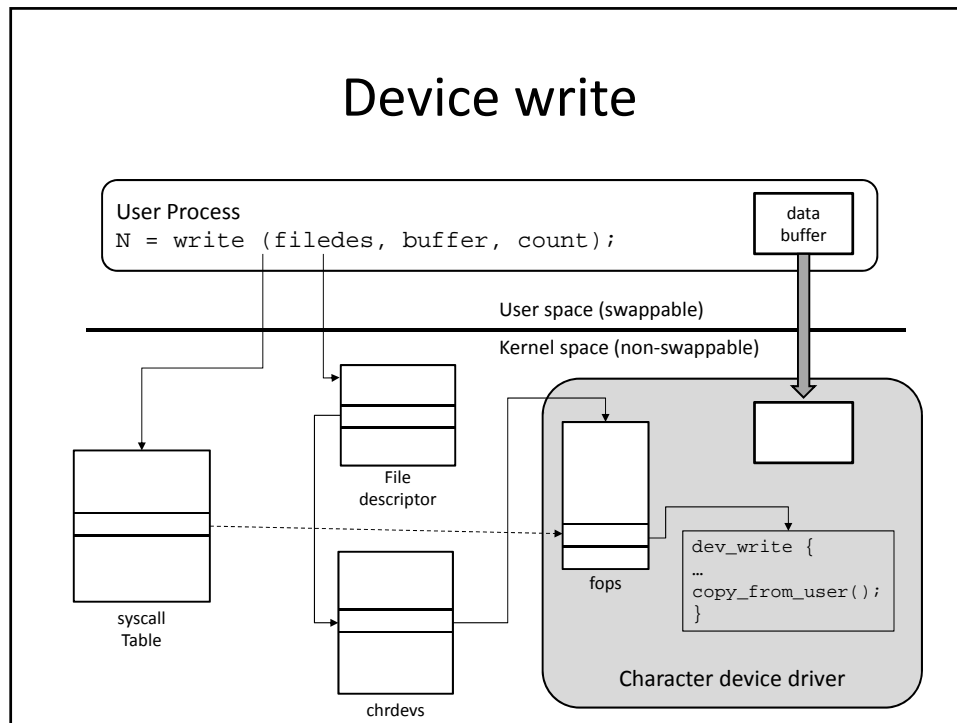 Device write
User Process
N = write (filedes, buffer, count);
data
buffer
User space (swappable)
Kernel space (non-swappable)
File
descriptor
syscall
Table
chrdevs
fops
dev_write {
…
copy_from_user();
}
Character device driver